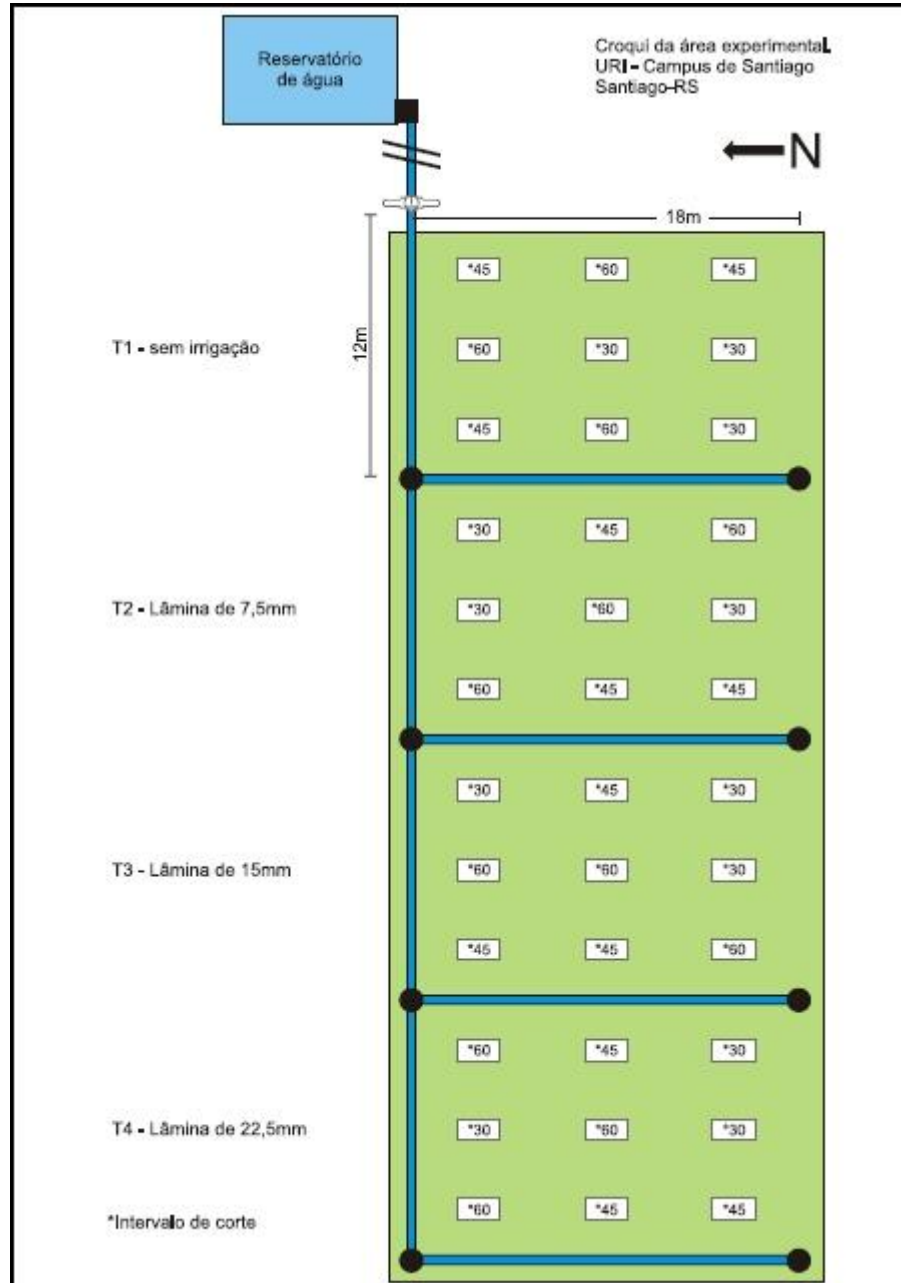 Reservatório
de água
Croqui da área experimental
URI - Campus de Santiago
Santiago-RS
N
18m
12m
*45 *60 *45
T1 - sem irrigação
*60 *30 *30
*45 *60 *30
*30 *45 *60
T2 - Lâmina de 7,5mm
*30 *60 *30
*60 *45 *45
*30 *45 *30
T3 - Lâmina de 15mm
*60 *60 *30
*45 *45 *60
*60 *45 *30
T4 - Lâmina de 22,5mm
*30 *60 *30
*60 *45 *45
*Intervalo de corte